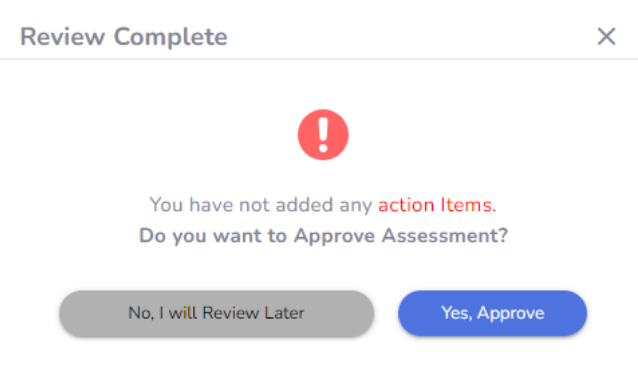 Review Complete
You have not added any action Items.
Do you want to Approve Assessment?
No, I will Review Later
Yes, Approve